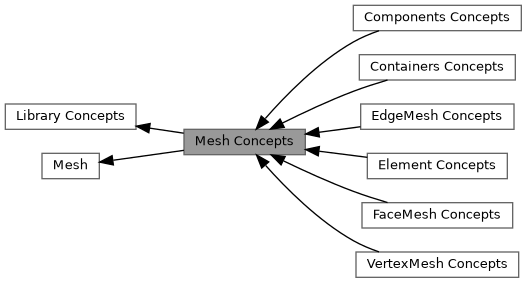 Components Concepts
Containers Concepts
Library Concepts
EdgeMesh Concepts
Mesh Concepts
Mesh
Element Concepts
FaceMesh Concepts
VertexMesh Concepts